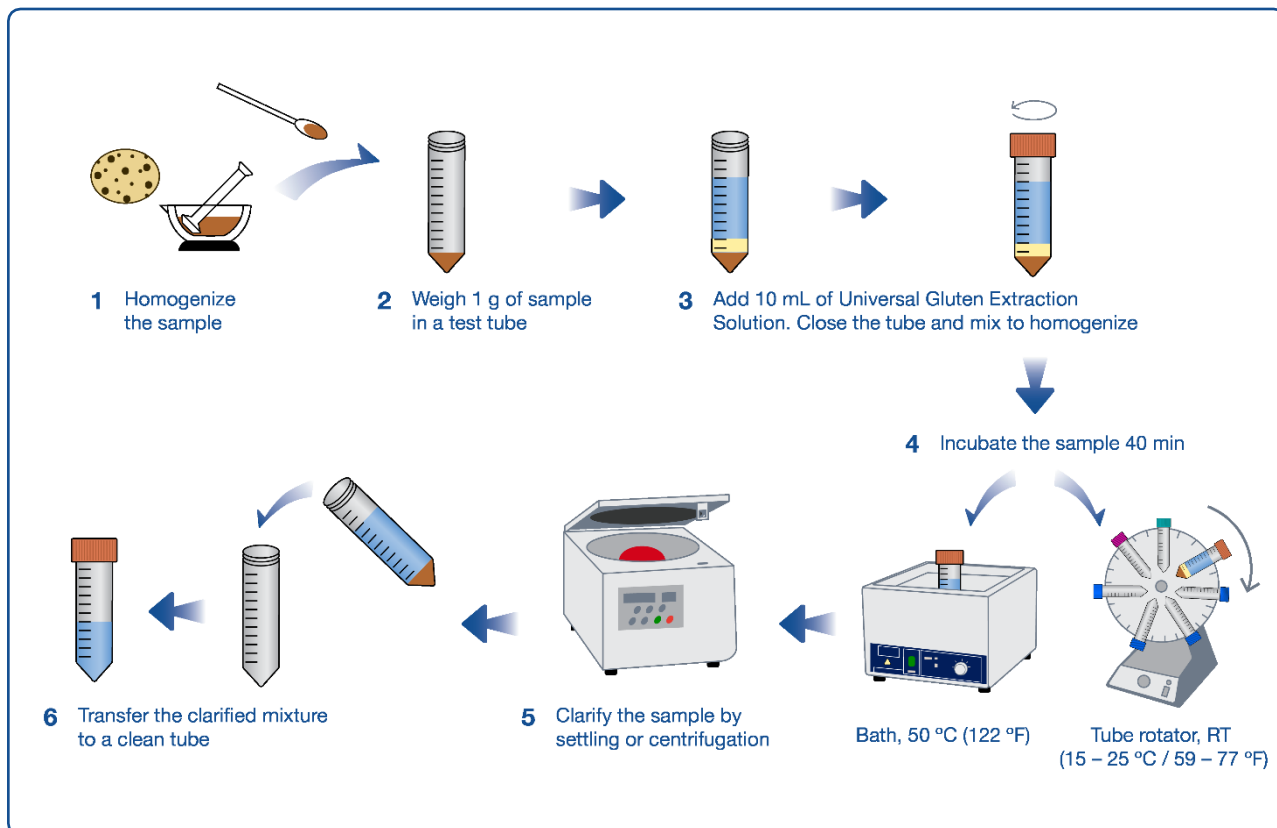 1 Homogenize
the sample
2 Weigh 1 g of sample
in a test tube
3 Add 10 mL of Universal Gluten Extraction
Solution. Close the tube and mix to homogenize
4 Incubate the sample 40 min
Bath, 50 ºC (122 ºF)
Tube rotator, RT
(15 – 25 ºC / 59 – 77 ºF)
5 Clarify the sample by
settling or centrifugation
6 Transfer the clarified mixture
to a clean tube